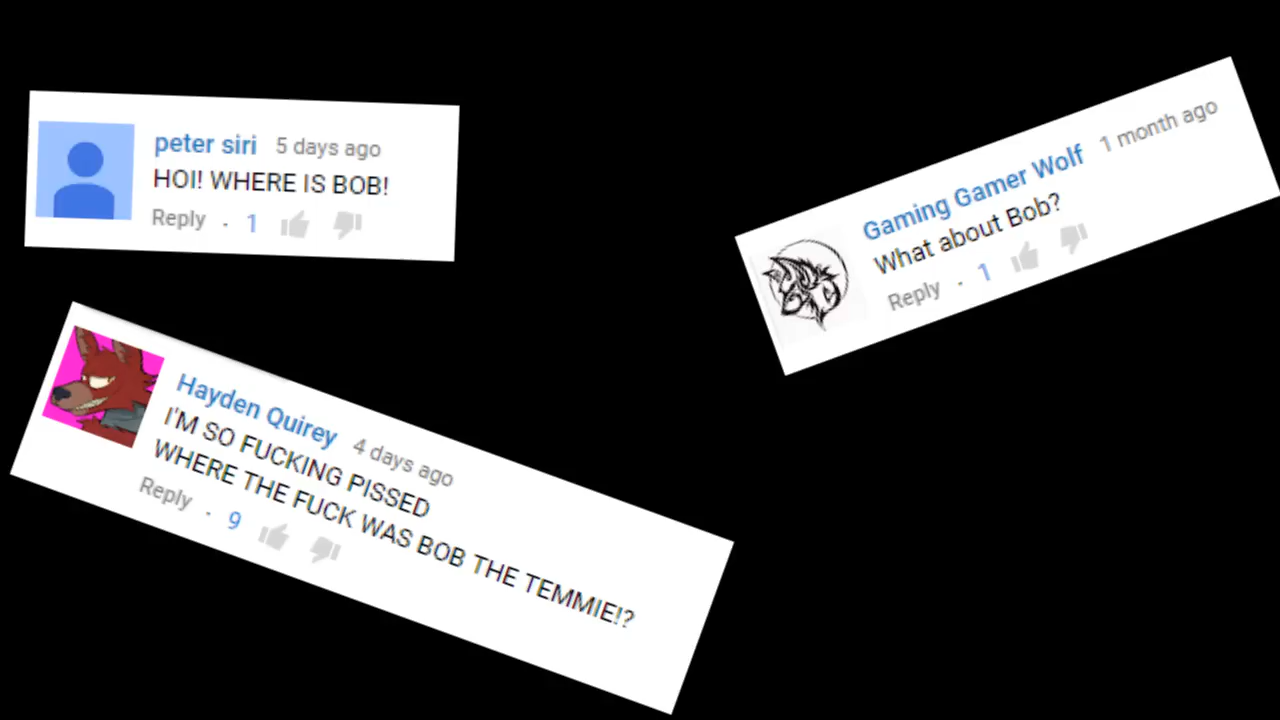 peter siri 5 days ago
HOI! WHERE IS BOB!
Reply . 1
Gaming Gamer Wolf 1 month ago
What about Bob?
Reply . 1
Hayden Quirey 4 days ago
I'M SO FUCKING PISSED
WHERE THE FUCK WAS BOB THE TEMMIE!?
Reply . 9